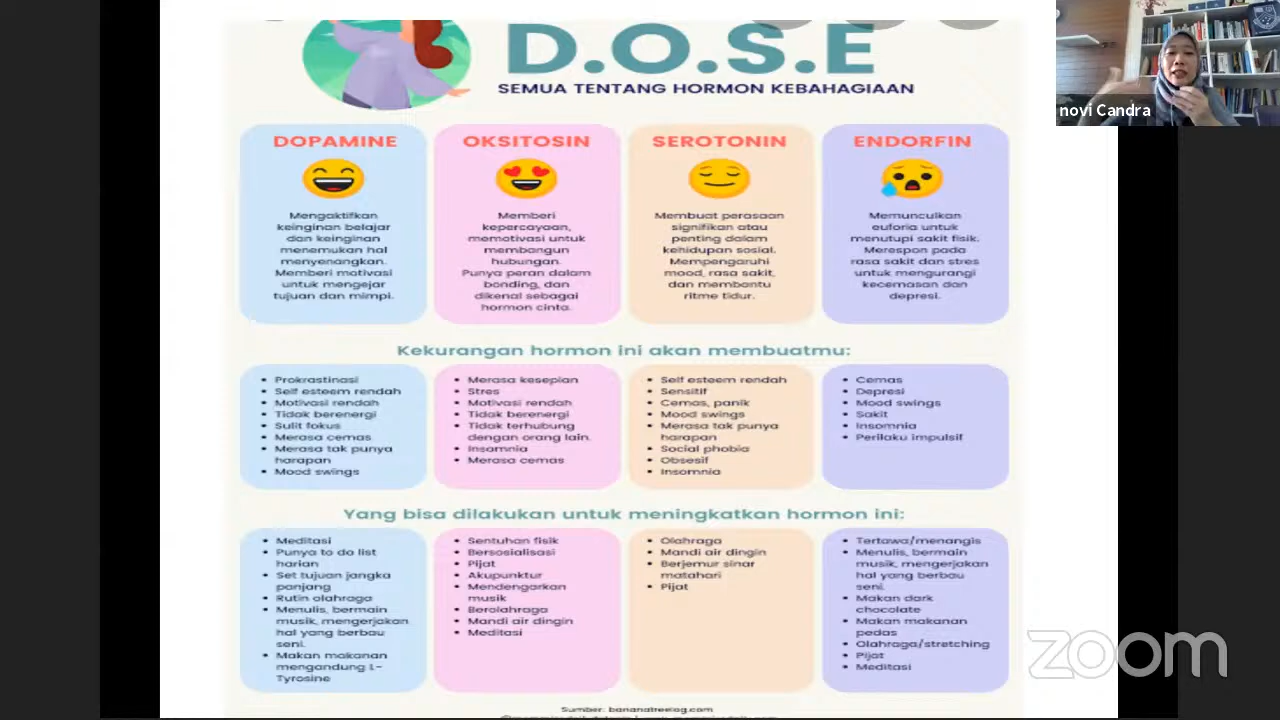 D.O.S.E
SEMUA TENTANG HORMON KEBAHAGIAAN
novi Candra
DOPAMINE
Mengaktifkan
keinginan belajar
dan keinginan
menemukan hal
menyenangkan.
Memberi motivasi
untuk mengejar
tujuan dan mimpi.
OKSITOSIN
Memberi
kepercayaan,
memotivasi untuk
membangun
hubungan.
Punya peran dalam
bonding, dan
dikenal sebagai
hormon cinta.
SEROTONIN
Membuat perasaan
signifikan atau
penting dalam
kehidupan sosial.
Mempengaruhi
mood, rasa sakit,
dan membantu
ritme tidur.
ENDORFIN
Memunculkan
euforia untuk
menutupi sakit fisik.
Merespon pada
rasa sakit dan stres
untuk mengurangi
kecemasan dan
depresi.
Kekurangan hormon ini akan membuatmu:
• Prokrastinasi
• Self esteem rendah
• Motivasi rendah
• Tidak berenergi
• Sulit fokus
• Merasa cemas
• Merasa tak punya
harapan
• Mood swings
• Merasa kesepian
• Stres
• Motivasi rendah
• Tidak berenergi
• Tidak terhubung
dengan orang lain.
• Insomnia
• Merasa cemas
• Self esteem rendah
• Sensitif
• Cemas, panik
• Mood swings
• Merasa tak punya
harapan
• Social phobia
• Obsesif
• Insomnia
• Cemas
• Depresi
• Mood swings
• Sakit
• Insomnia
• Perilaku impulsif
Yang bisa dilakukan untuk meningkatkan hormon ini:
• Meditasi
• Punya to do list
harian
• Set tujuan jangka
panjang
• Rutin olahraga
• Menulis, bermain
musik, mengerjakan
hal yang berbau
seni.
• Makan makanan
mengandung L-
Tyrosine
• Sentuhan fisik
• Bersosialisasi
• Pijat
• Akupunktur
• Mendengarkan
musik
• Berolahraga
• Mandi air dingin
• Meditasi
• Olahraga
• Mandi air dingin
• Berjemur sinar
matahari
• Pijat
• Tertawa/menangis
• Menulis, bermain
musik, mengerjakan
hal yang berbau
seni.
• Makan dark
chocolate
• Makan makanan
pedas
• Olahraga/stretching
• Pijat
• Meditasi
zoom
Sumber: bananatreelog.com